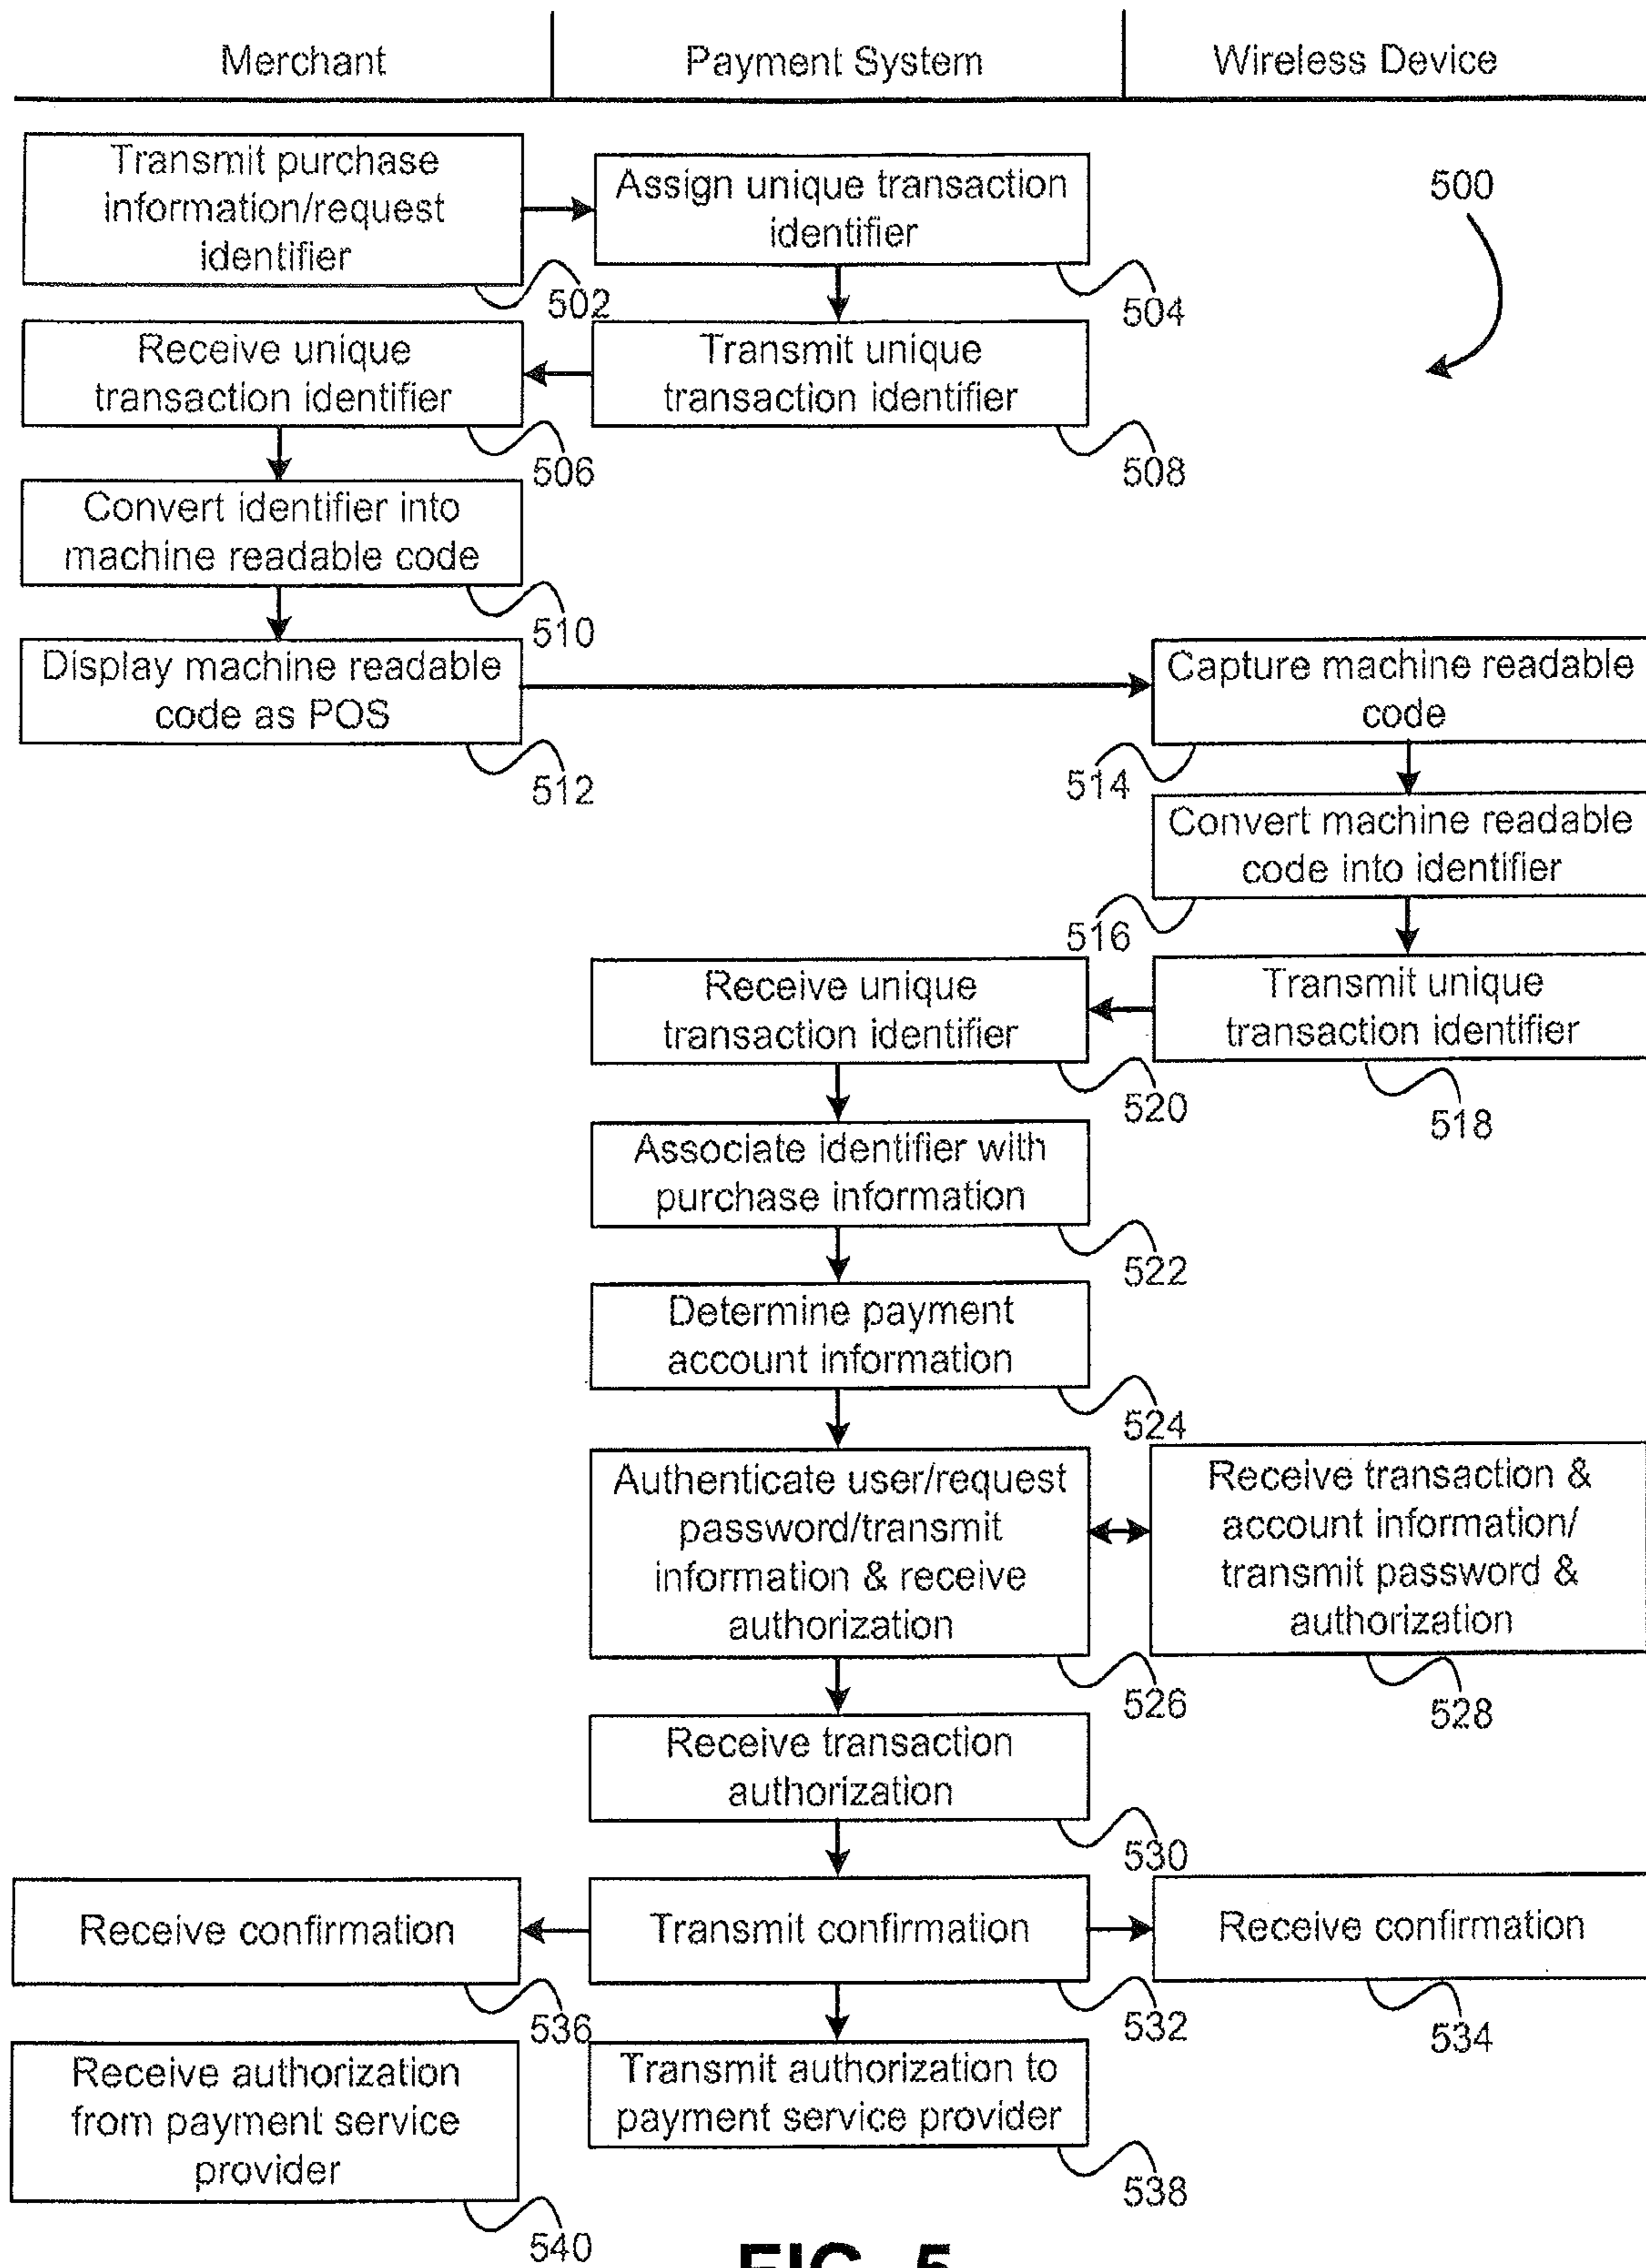 Merchant
Payment System
Wireless Device
Transmit purchase
information/request
identifier
502
Assign unique transaction
identifier
504
500
Receive unique
transaction identifier
506
Transmit unique
transaction identifier
508
Convert identifier into
machine readable code
510
Display machine readable
code as POS
512
Capture machine readable
code
514
Convert machine readable
code into identifier
516
Receive unique
transaction identifier
520
Transmit unique
transaction identifier
518
Associate identifier with
purchase information
522
Determine payment
account information
524
Authenticate user/request
password/transmit
information & receive
authorization
526
Receive transaction &
account information/
transmit password &
authorization
528
Receive transaction
authorization
530
Receive confirmation
536
Transmit confirmation
532
Receive confirmation
534
Receive authorization
from payment service
provider
540
Transmit authorization to
payment service provider
538
FIG. 5